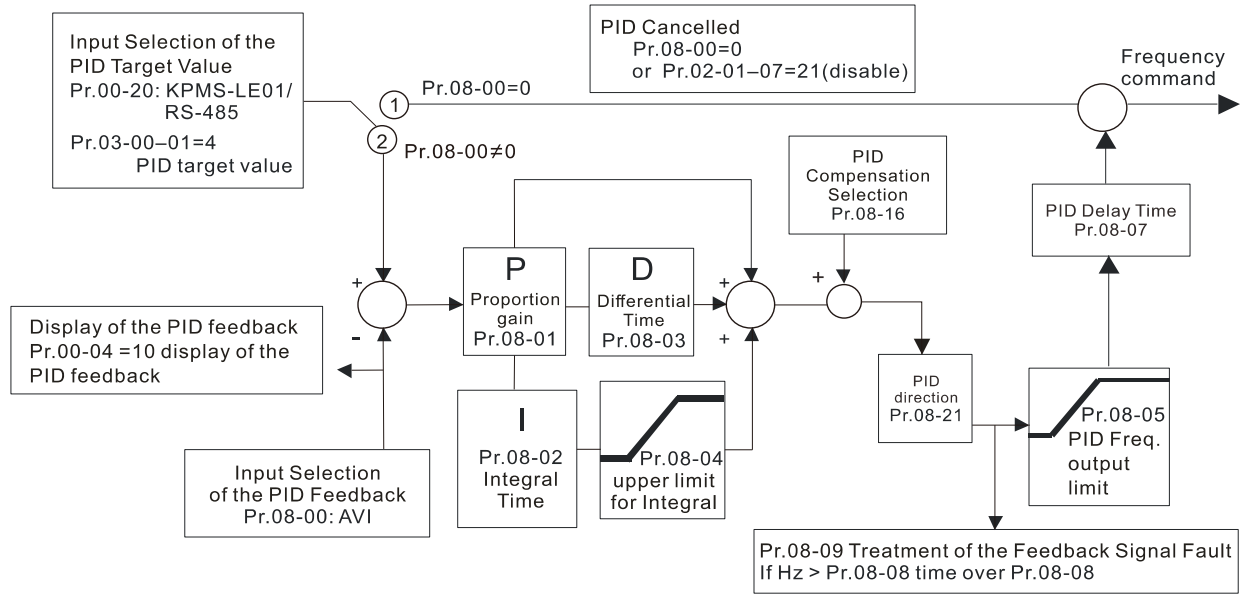 Input Selection of the
PID Target Value
Pr.00-20: KPMS-LE01/
RS-485
Pr.03-00–01=4
PID target value
1
Pr.08-00=0
2
Pr.08-00≠0
PID Cancelled
Pr.08-00=0
or Pr.02-01–07=21(disable)
Frequency
command
PID
Compensation
Selection
Pr.08-16
PID Delay Time
Pr.08-07
+
-
P
Proportion
gain
Pr.08-01
D
Differential
Time
Pr.08-03
+
+
+
Display of the PID feedback
Pr.00-04 =10 display of the
PID feedback
I
Pr.08-02
Integral
Time
Pr.08-04
upper limit
for Integral
PID
direction
Pr.08-21
Pr.08-05
PID Freq.
output
limit
Input Selection
of the PID Feedback
Pr.08-00: AVI
Pr.08-09 Treatment of the Feedback Signal Fault
If Hz > Pr.08-08 time over Pr.08-08